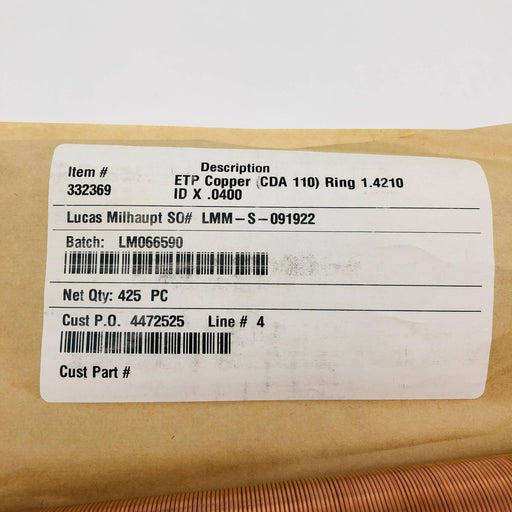 Item # Description
332369 ETP Copper (CDA 110) Ring 1.4210
ID X .0400
Lucas Milhaupt SO# LMM-S-091922
Batch: LM066590
Net Qty: 425 PC
Cust P.O. 4472525 Line # 4
Cust Part #